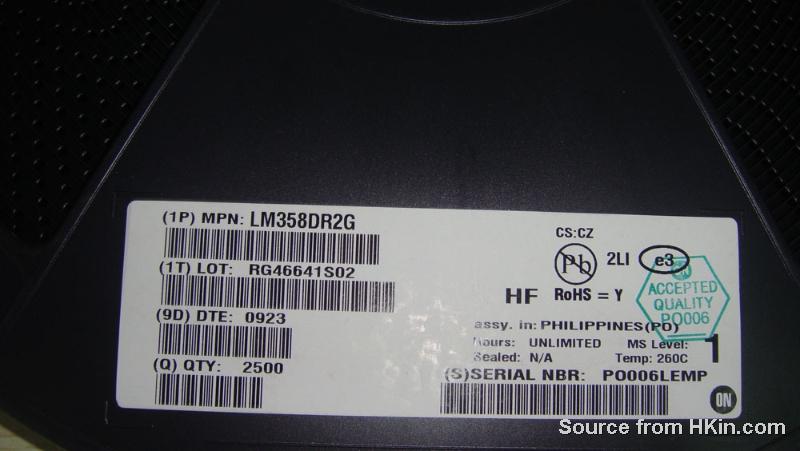 (1P) MPN: LM358DR2G
CS:CZ
Pb 2LI e3
(1T) LOT: RG46641S02
HF RoHS = Y
ACCEPTED
QUALITY
PO006
(9D) DTE: 0923
assy. in: PHILIPPINES(PO)
Hours: UNLIMITED MS Level: 1
Sealed: N/A Temp: 260C
(Q) QTY: 2500
(S)SERIAL NBR: PO006LEMP
ON
Source from HKin.com